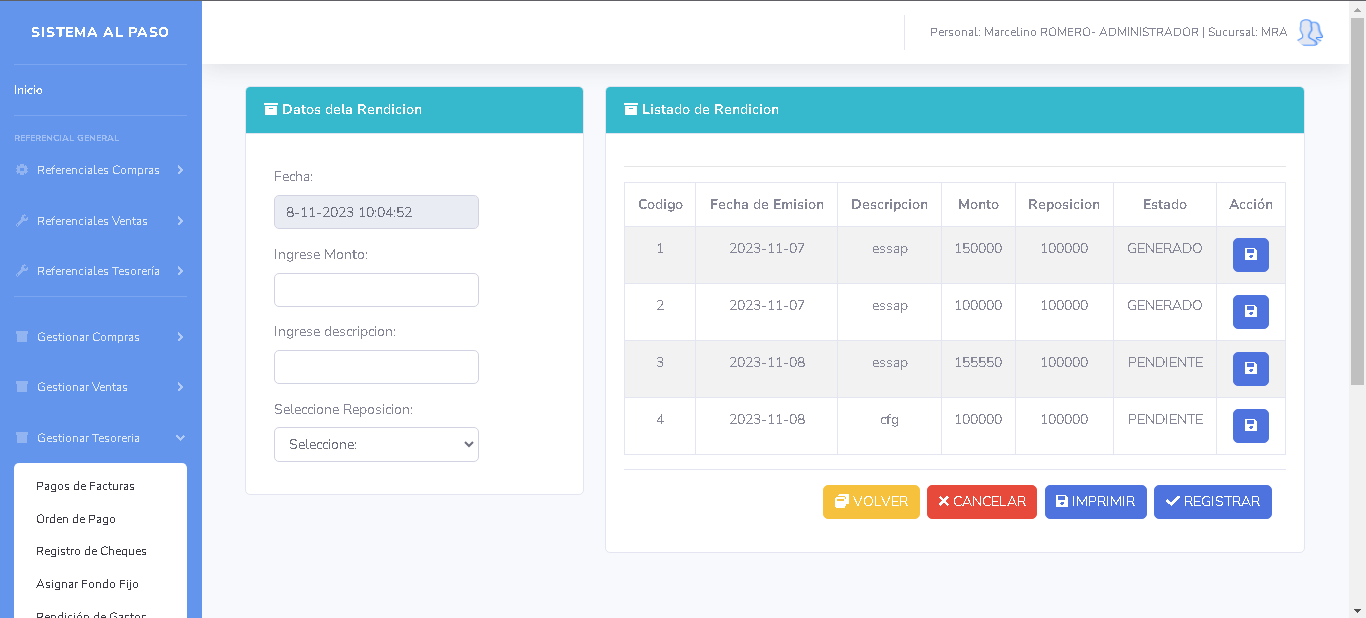 SISTEMA AL PASO
Personal: Marcelino ROMERO- ADMINISTRADOR | Sucursal: MRA
Inicio
REFERENCIAL GENERAL
Referenciales Compras
Referenciales Ventas
Referenciales Tesorería
Gestionar Compras
Gestionar Ventas
Gestionar Tesoreria
Pagos de Facturas
Orden de Pago
Registro de Cheques
Asignar Fondo Fijo
Rendición de Gastos
Datos dela Rendicion
Fecha:
8-11-2023 10:04:52
Ingrese Monto:
Ingrese descripcion:
Seleccione Reposicion:
Seleccione:
Listado de Rendicion
Codigo Fecha de Emision Descripcion Monto Reposicion Estado Acción
1 2023-11-07 essap 150000 100000 GENERADO
2 2023-11-07 essap 100000 100000 GENERADO
3 2023-11-08 essap 155550 100000 PENDIENTE
4 2023-11-08 cfg 100000 100000 PENDIENTE
VOLVER CANCELAR IMPRIMIR REGISTRAR